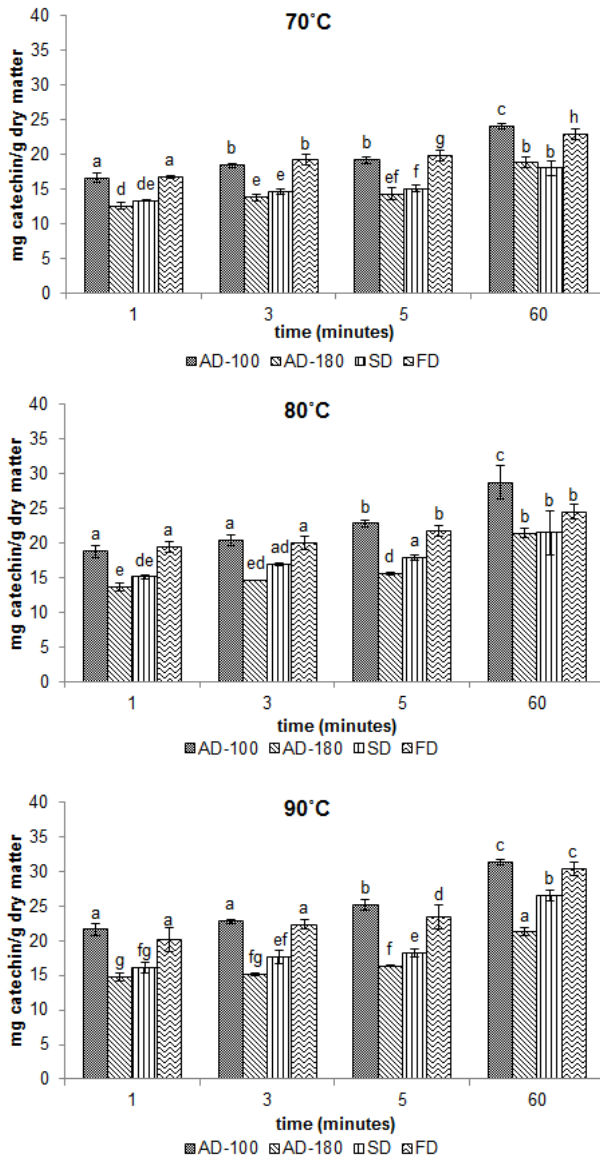 70˚C
mg catechin/g dry matter
40
35
30
25
20
15
10
5
0
a d de a
b e e b
b ef f g
c b b h
1 3 5 60
time (minutes)
AD-100 AD-180 SD FD
80˚C
mg catechin/g dry matter
40
35
30
25
20
15
10
5
0
a e de a
a ed ad a
b d a b
c b b b
1 3 5 60
time (minutes)
AD-100 AD-180 SD FD
90˚C
mg catechin/g dry matter
40
35
30
25
20
15
10
5
0
a g fg a
a fg ef a
b f e d
c a b c
1 3 5 60
time (minutes)
AD-100 AD-180 SD FD